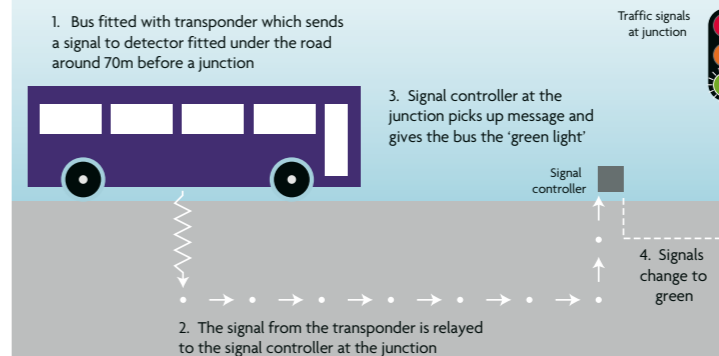 1. Bus fitted with transponder which sends
a signal to detector fitted under the road
around 70m before a junction
Traffic signals
at junction
3. Signal controller at the
junction picks up message and
gives the bus the ‘green light’
Signal
controller
4. Signals
change to
green
2. The signal from the transponder is relayed
to the signal controller at the junction